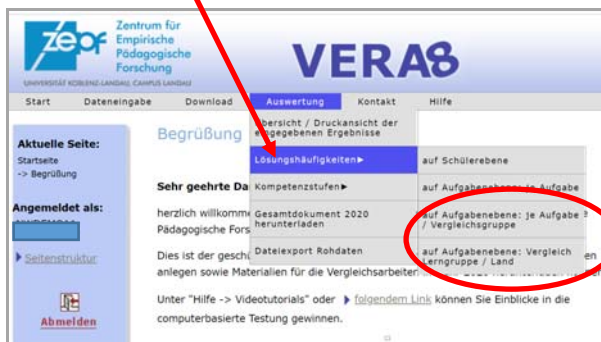 zepf
Zentrum für
Empirische
Pädagogische
Forschung
UNIVERSITÄT KOBLENZ-LANDAU, CAMPUS LANDAU
VERA8
Start Dateneingabe Download Auswertung Kontakt Hilfe
Aktuelle Seite:
Startseite
-> Begrüßung
Angemeldet als:
Seitenstruktur
Abmelden
Begrüßung
Übersicht / Druckansicht der
eingegebenen Ergebnisse
Lösungshäufigkeiten
Kompetenzstufen
Gesamtdokument 2020
herunterladen
Dateiexport Rohdaten
auf Schülerebene
auf Aufgabenebene: je Aufgabe
auf Aufgabenebene: je Aufgabe
/ Vergleichsgruppe
auf Aufgabenebene: Vergleich
Lerngruppe / Land
Sehr geehrte Da
herzlich willkomme
Pädagogische Fors
Dies ist der geschü
anlegen sowie Materialien für die Vergleichsarbeiten
Unter "Hilfe -> Videotutorials" oder folgendem Link können Sie Einblicke in die
computerbasierte Testung gewinnen.